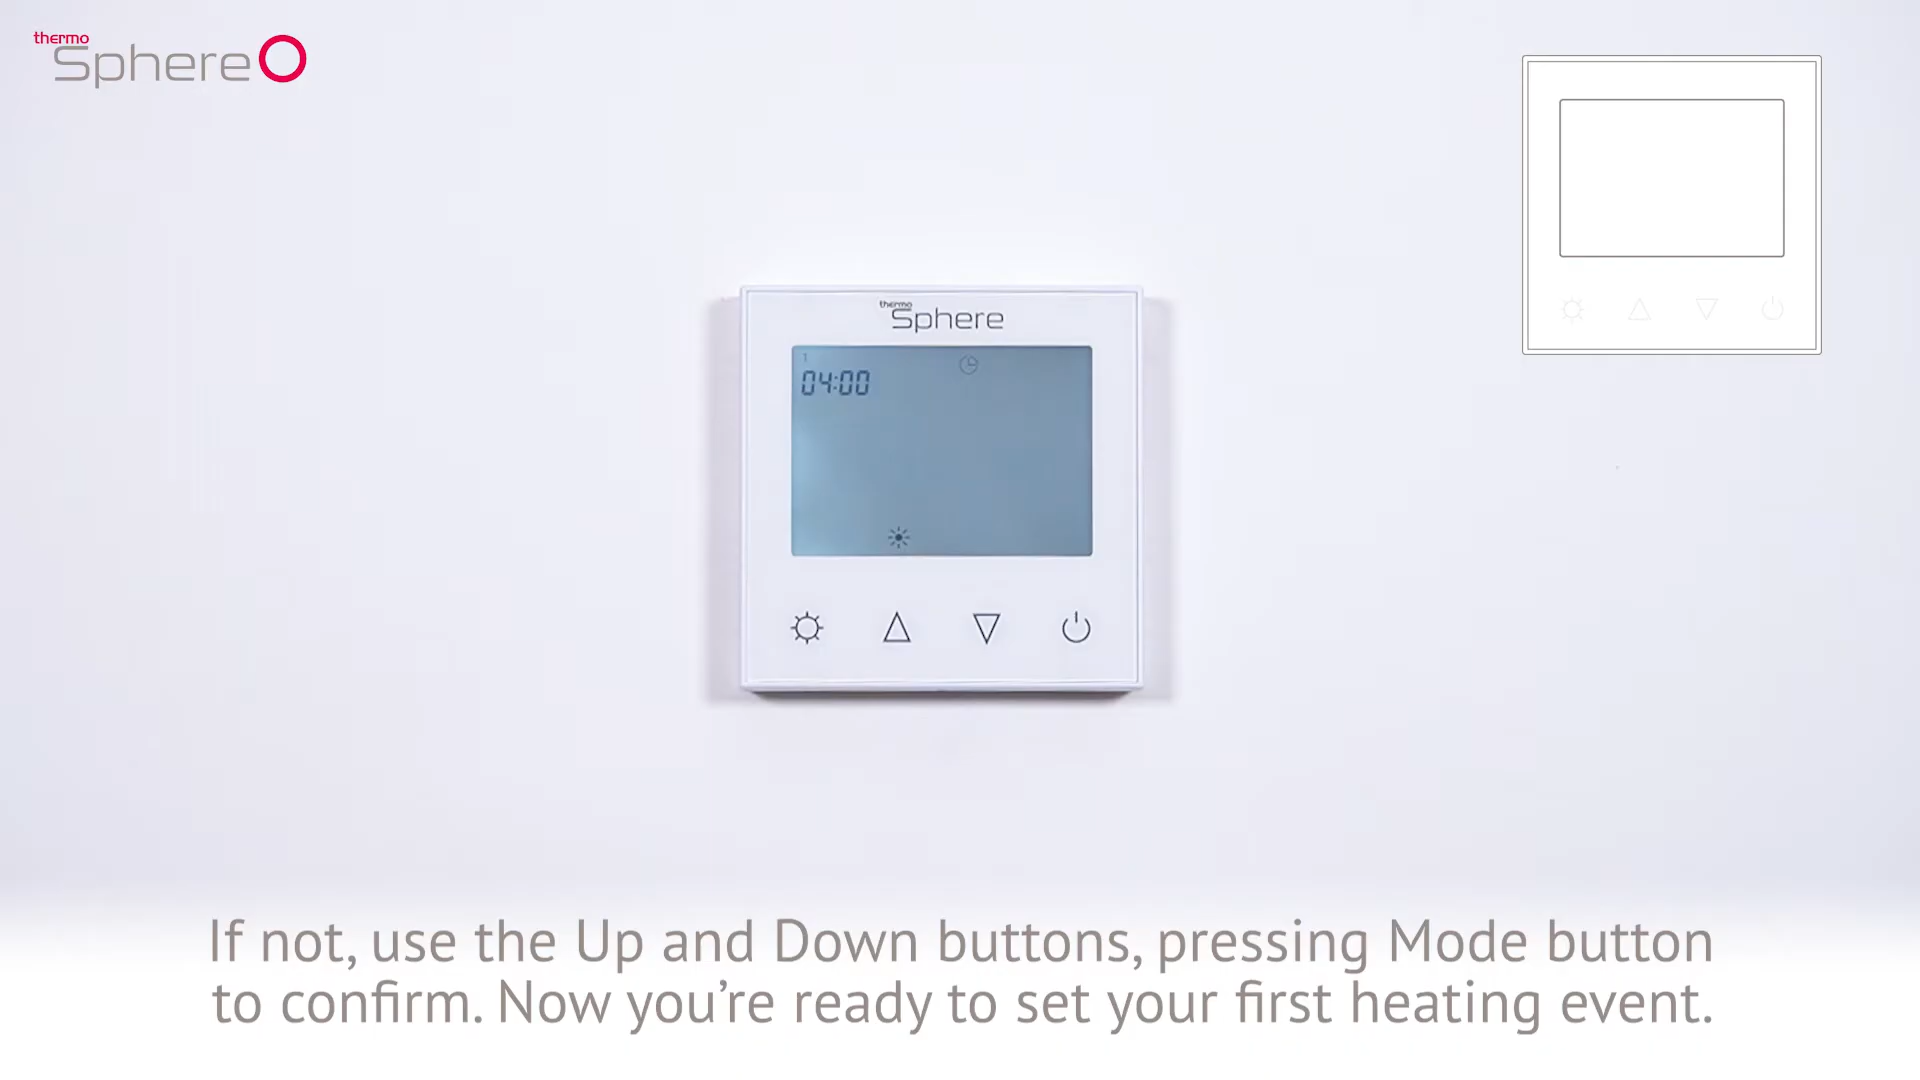 thermo
Sphere
thermo
Sphere
1
04:00
If not, use the Up and Down buttons, pressing Mode button
to confirm. Now you’re ready to set your first heating event.